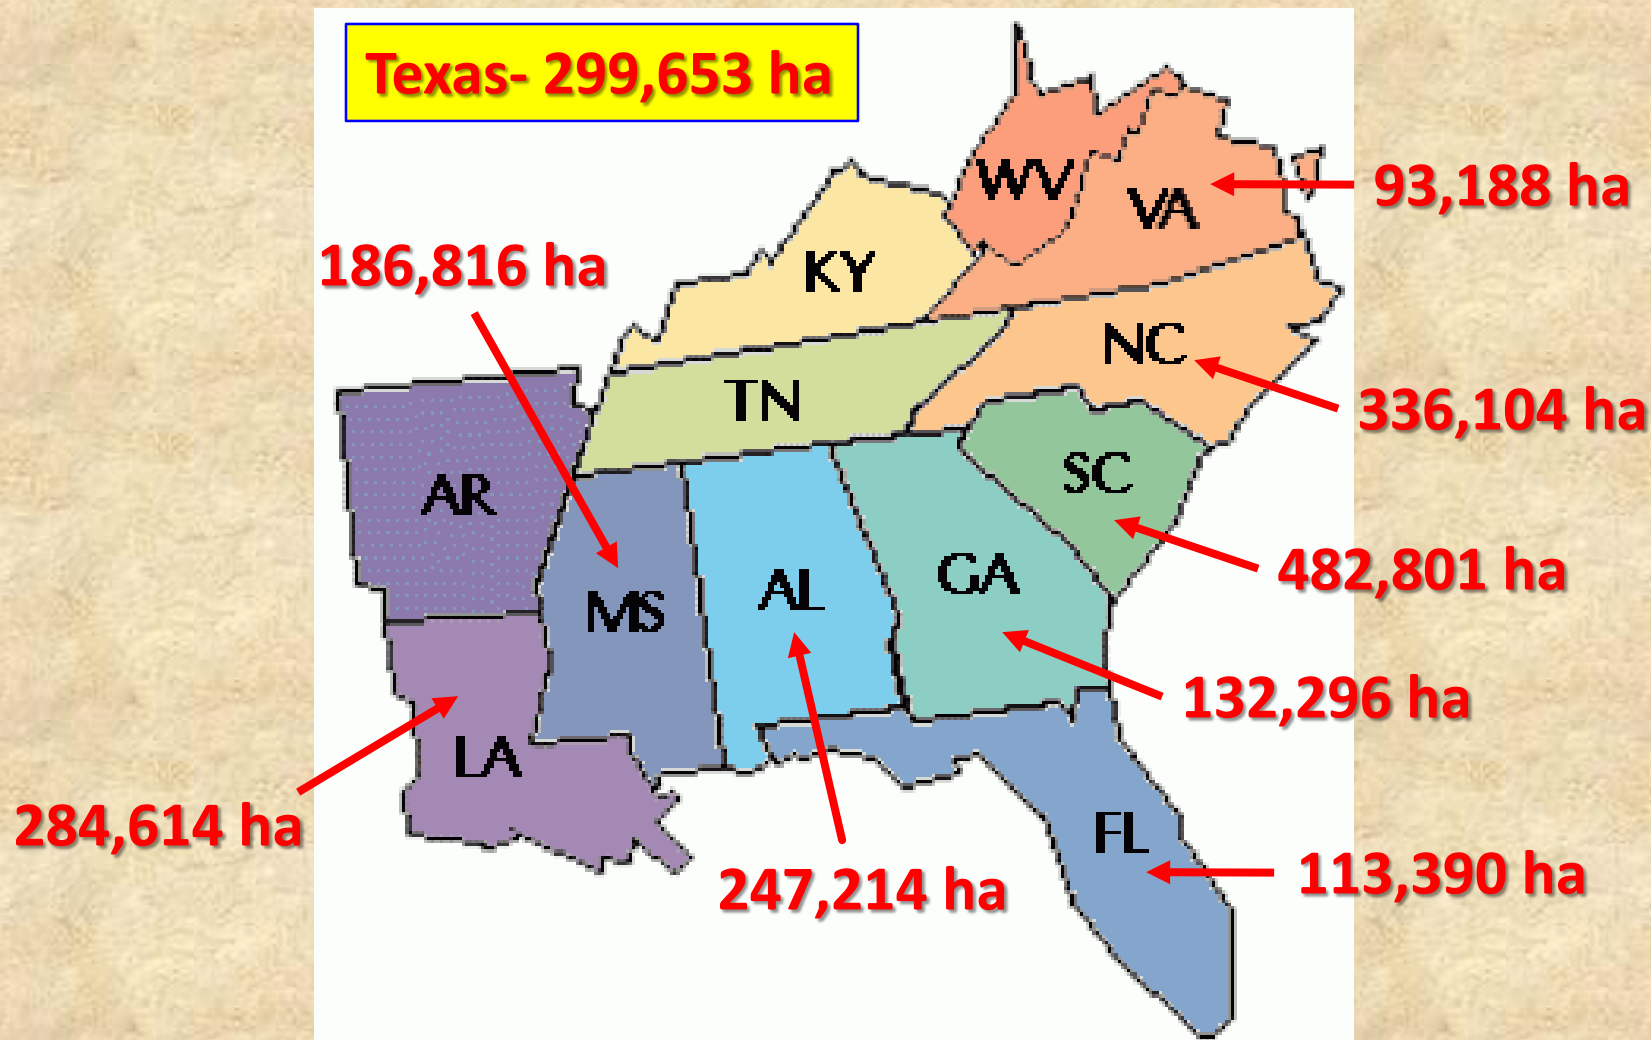 Texas- 299,653 ha
WV
VA
93,188 ha
KY
186,816 ha
NC
TN
336,104 ha
AR
SC
482,801 ha
GA
AL
MS
132,296 ha
LA
284,614 ha
FL
247,214 ha
113,390 ha